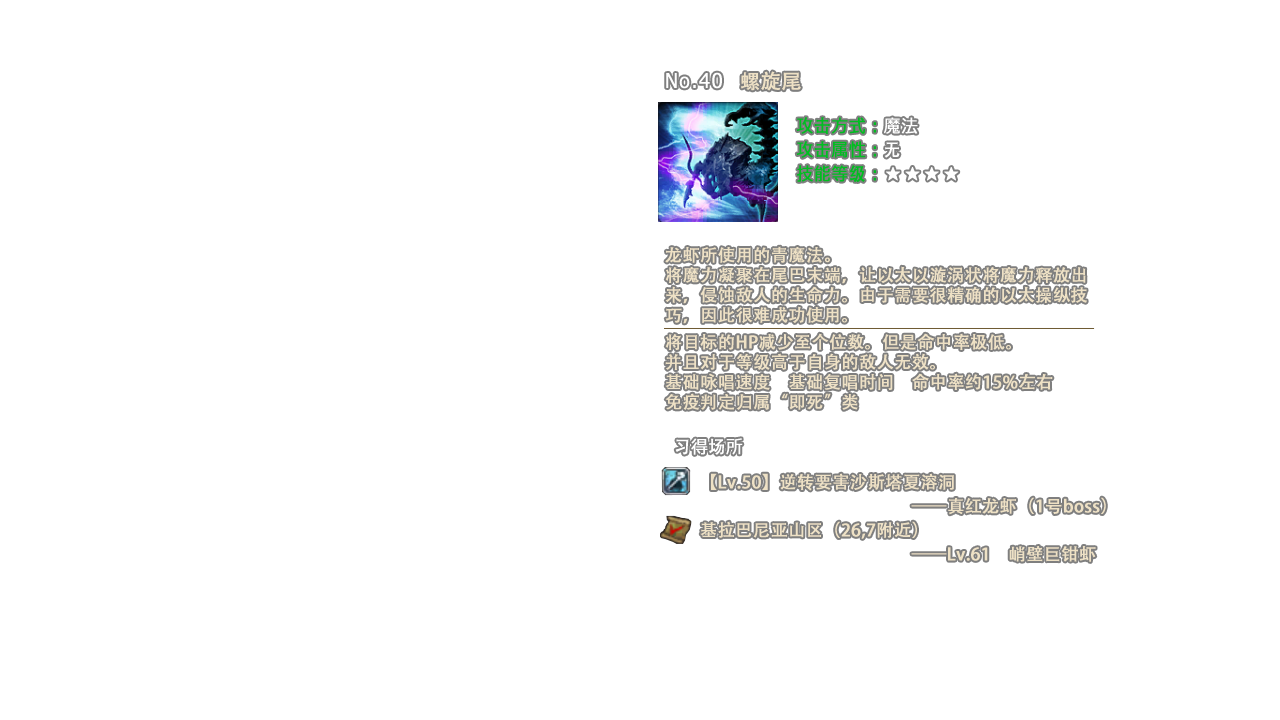 No.40 螺旋尾
攻击方式：魔法
攻击属性：无
技能等级：☆☆☆☆
龙虾所使用的青魔法。
将魔力凝聚在尾巴末端，让以太以漩涡状将魔力释放出
来，侵蚀敌人的生命力。由于需要很精确的以太操纵技
巧，因此很难成功使用。
将目标的HP减少至个位数。但是命中率极低。
并且对于等级高于自身的敌人无效。
基础咏唱速度 基础复唱时间 命中率约15%左右
免疫判定归属“即死”类
习得场所
【Lv.50】逆转要害沙斯塔夏溶洞
——真红龙虾（1号boss）
基拉巴尼亚山区（26,7附近）
——Lv.61 峭壁巨钳虾